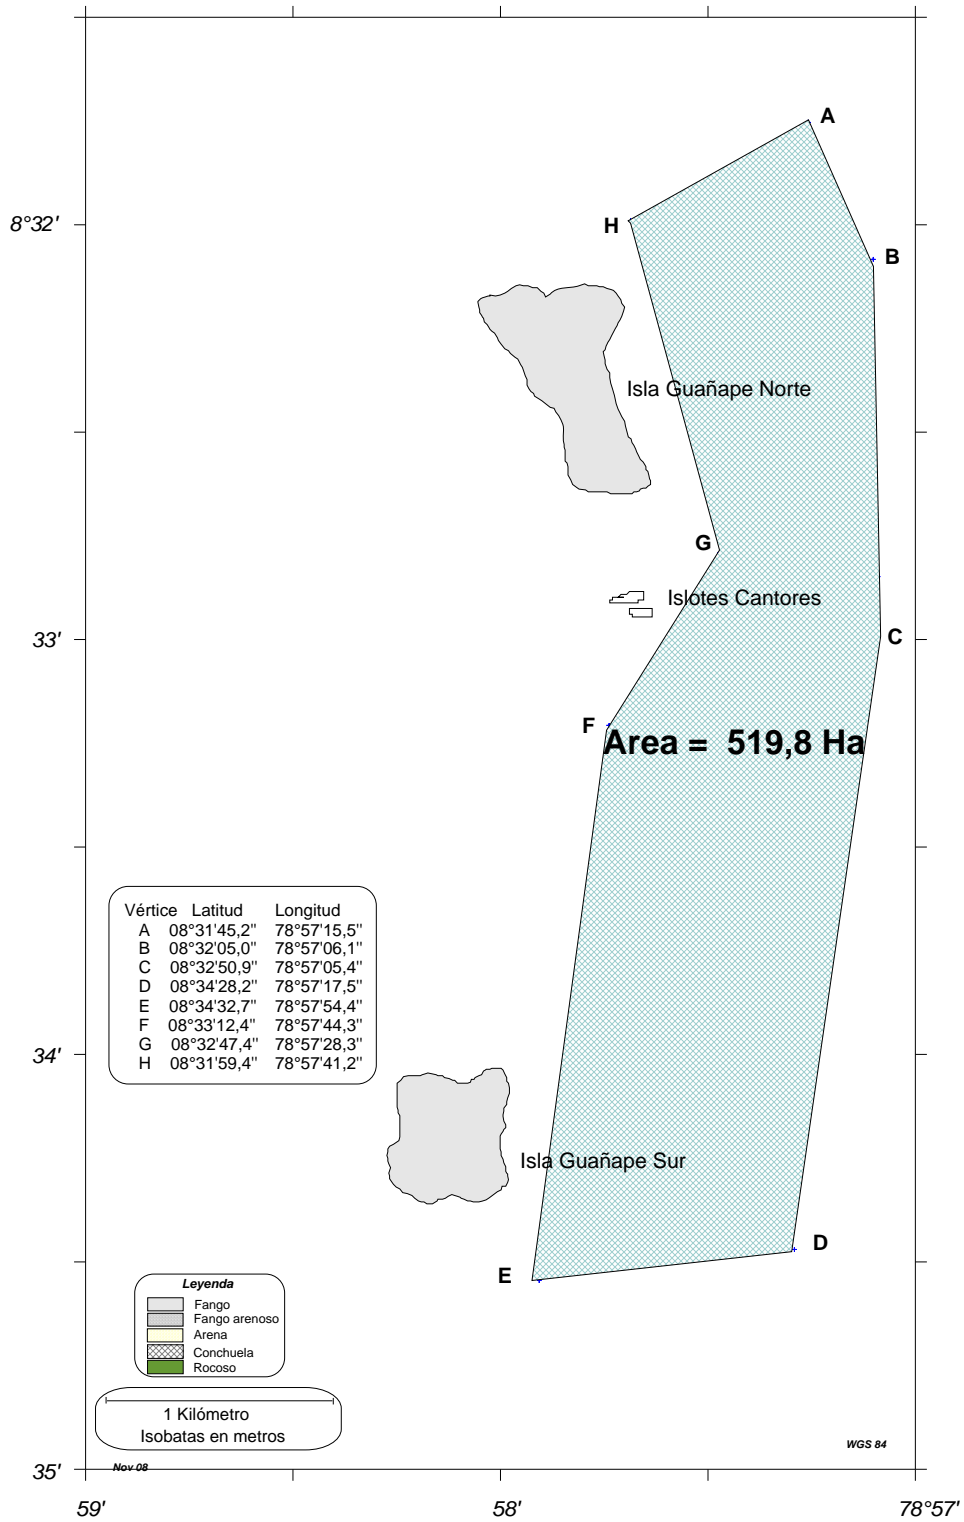 A
8°32'
H
B
Isla Guañape Norte
G
Islotes Cantores
33'
C
F
Area = 519,8 Ha
Vértice Latitud Longitud
A 08°31'45,2" 78°57'15,5"
B 08°32'05,0" 78°57'06,1"
C 08°32'50,9" 78°57'05,4"
D 08°34'28,2" 78°57'17,5"
E 08°34'32,7" 78°57'54,4"
F 08°33'12,4" 78°57'44,3"
G 08°32'47,4" 78°57'28,3"
H 08°31'59,4" 78°57'41,2"
34'
Isla Guañape Sur
D
E
Leyenda
Fango
Fango arenoso
Arena
Conchuela
Rocoso
1 Kilómetro
Isobatas en metros
WGS 84
Nov 08
35'
59'
58'
78°57'